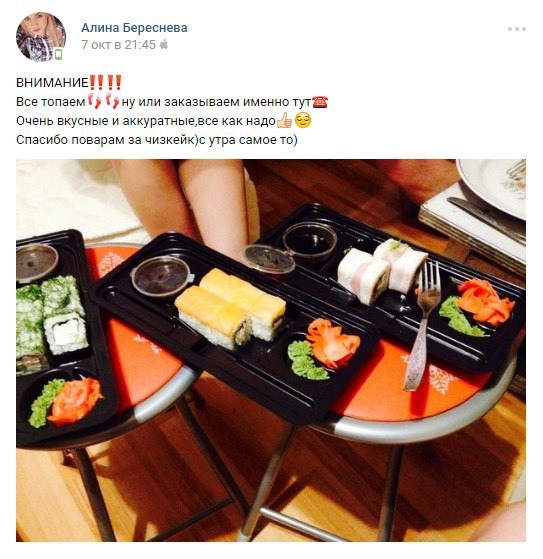 Алина Береснева
7 окт в 21:45
ВНИМАНИЕ‼️‼️
Все топаем👣👣ну или заказываем именно тут☎️
Очень вкусные и аккуратные,все как надо👍🏼😌
Спасибо поварам за чизкейк)с утра самое то)